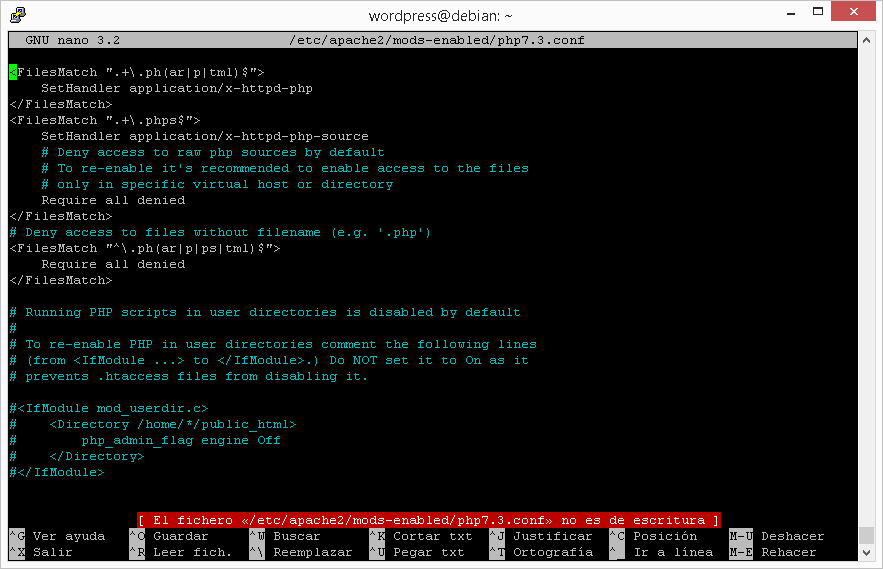 wordpress@debian: ~
GNU nano 3.2 /etc/apache2/mods-enabled/php7.3.conf
<FilesMatch ".+\.ph(ar|p|tml)$">
    SetHandler application/x-httpd-php
</FilesMatch>
<FilesMatch ".+\.phps$">
    SetHandler application/x-httpd-php-source
    # Deny access to raw php sources by default
    # To re-enable it's recommended to enable access to the files
    # only in specific virtual host or directory
    Require all denied
</FilesMatch>
# Deny access to files without filename (e.g. '.php')
<FilesMatch "^\.ph(ar|p|ps|tml)$">
    Require all denied
</FilesMatch>
# Running PHP scripts in user directories is disabled by default
#
# To re-enable PHP in user directories comment the following lines
# (from <IfModule ...> to </IfModule>.) Do NOT set it to On as it
# prevents .htaccess files from disabling it.
#<IfModule mod_userdir.c>
#    <Directory /home/*/public_html>
#        php_admin_flag engine Off
#    </Directory>
#</IfModule>
[ El fichero «/etc/apache2/mods-enabled/php7.3.conf» no es de escritura ]
^G Ver ayuda ^O Guardar ^W Buscar ^K Cortar txt ^J Justificar ^C Posición M-U Deshacer
^X Salir ^R Leer fich. ^\ Reemplazar ^U Pegar txt ^T Ortografía ^_ Ir a línea M-E Rehacer